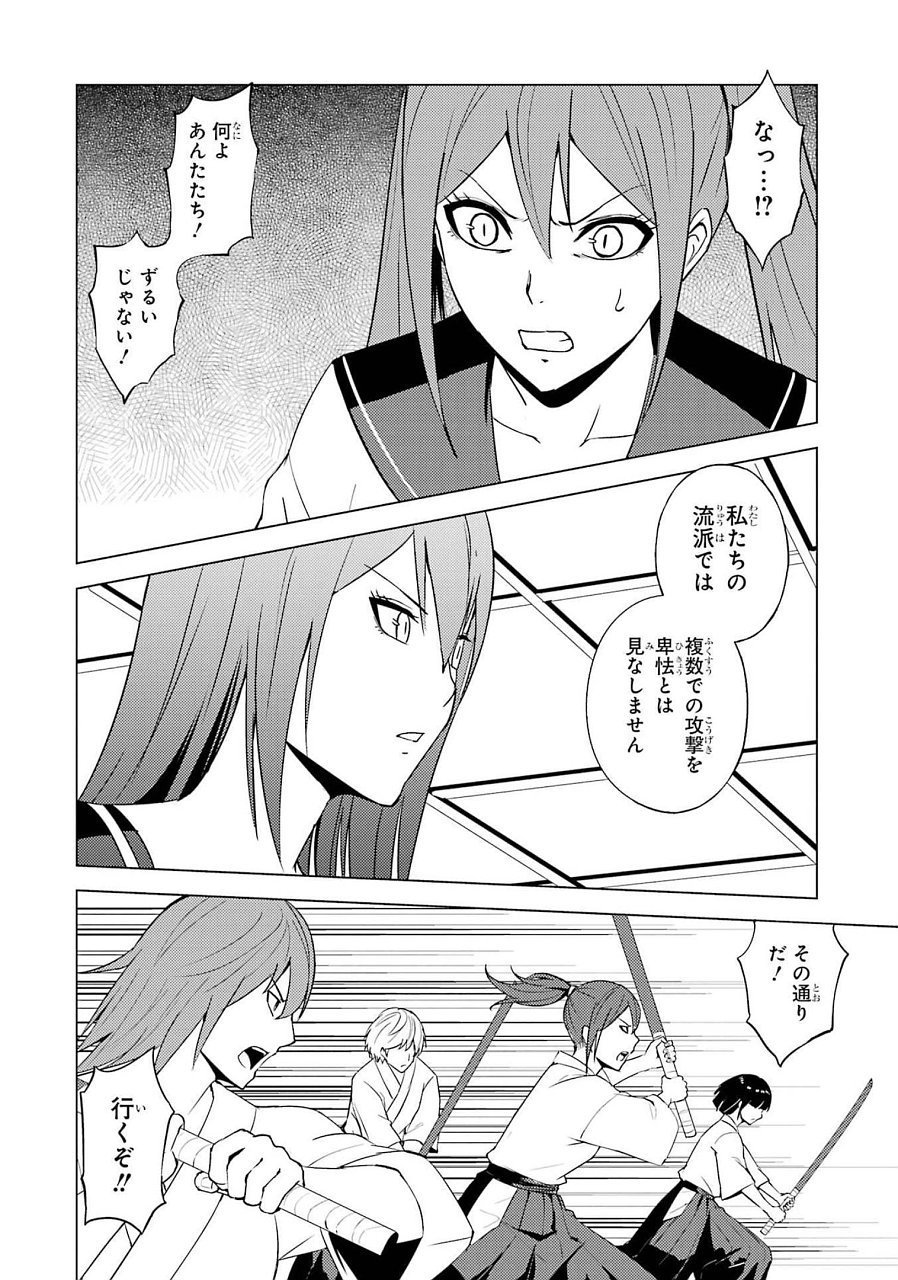 なっ…!?
何よ
あんたたち!
ずるい
じゃない!
私たちの
流派では
複数での攻撃を
卑怯とは
見なしません
その通り
だ!
行くぞ!!